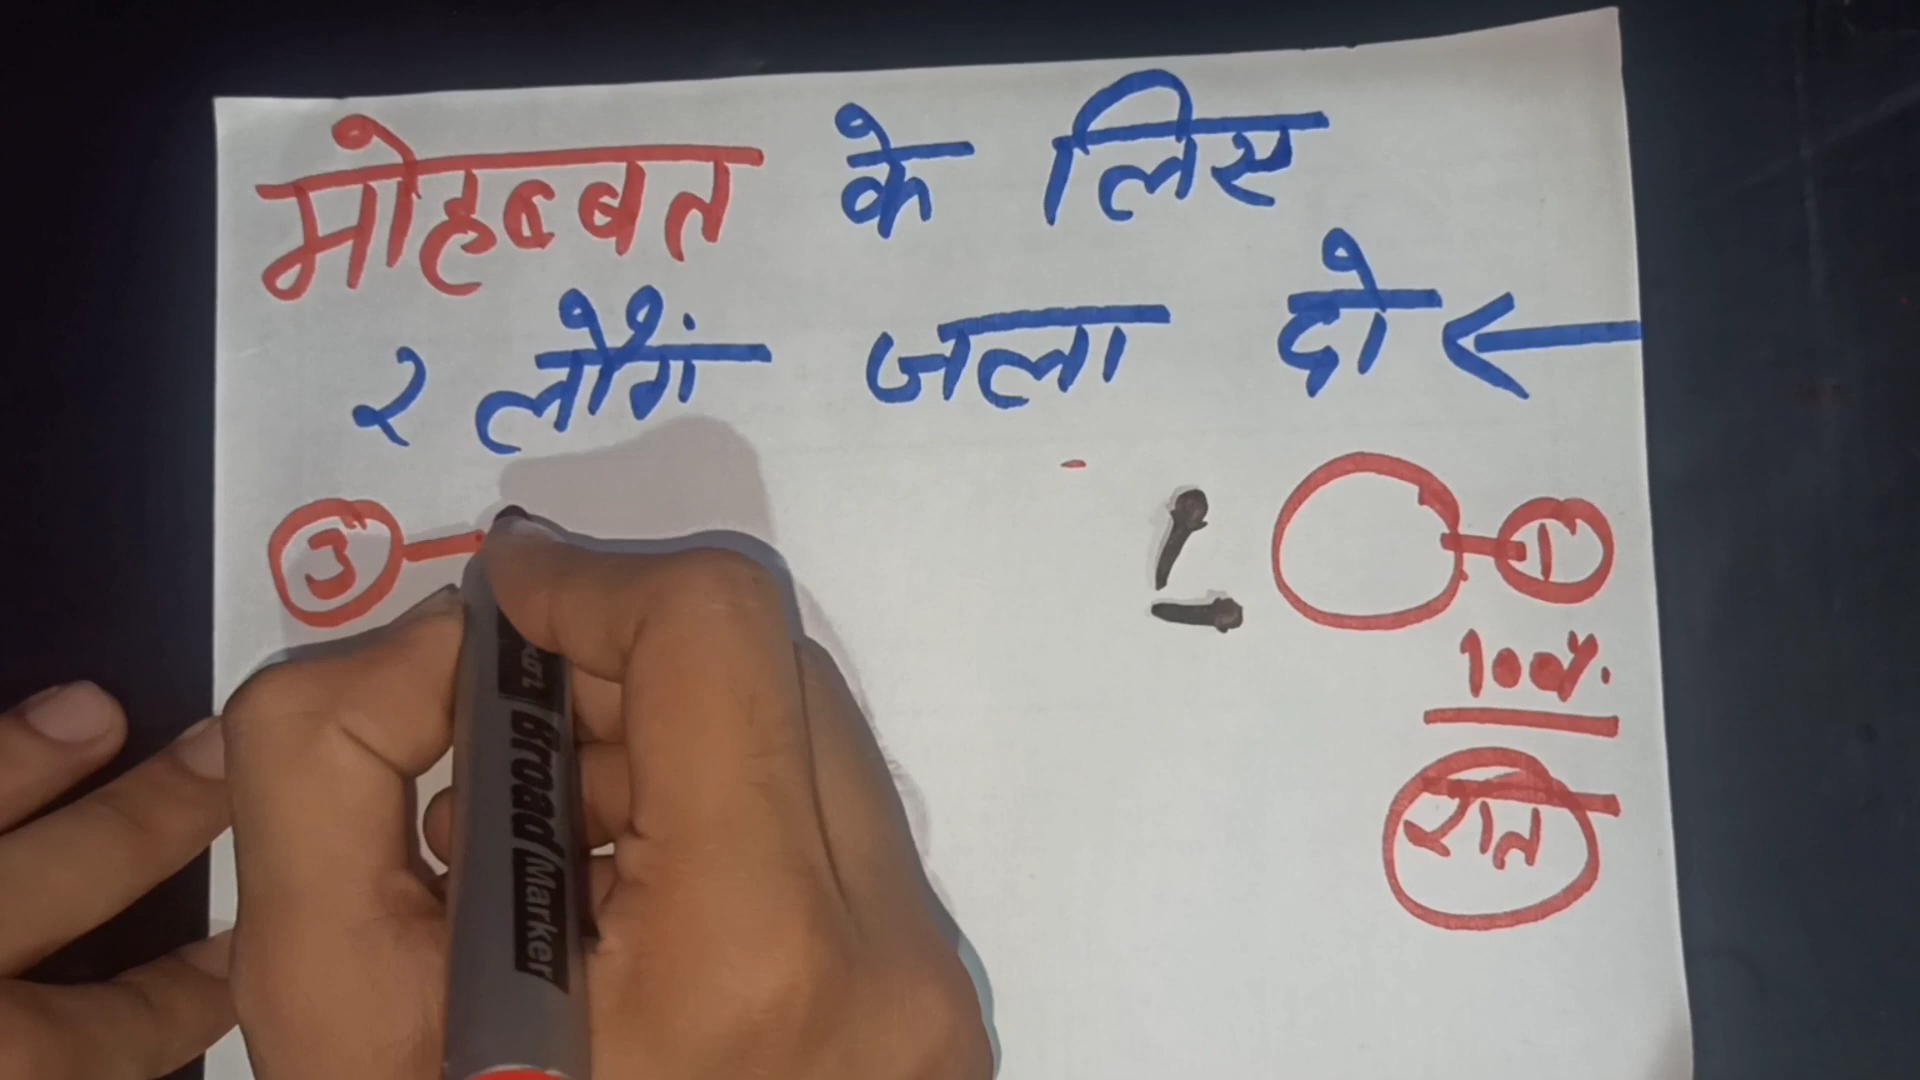 मोहब्बत के लिए
२ लौंगं जला दो
3
1
100%.
रात
Broad Marker